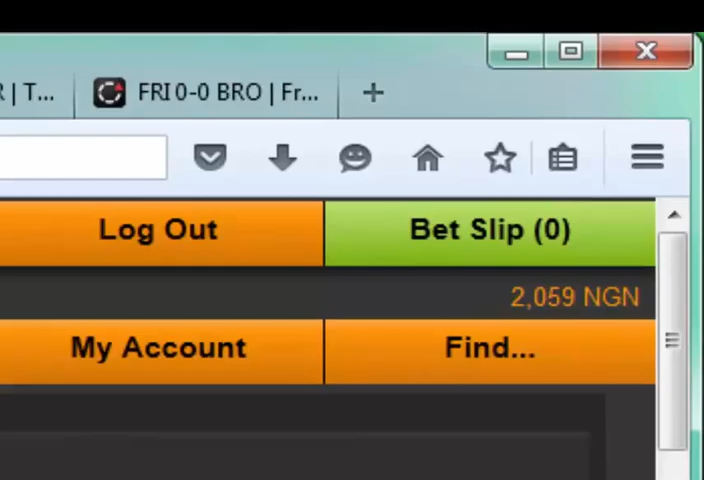 R | T...
FRI 0-0 BRO | Fr...
Log Out
Bet Slip (0)
2,059 NGN
My Account
Find...